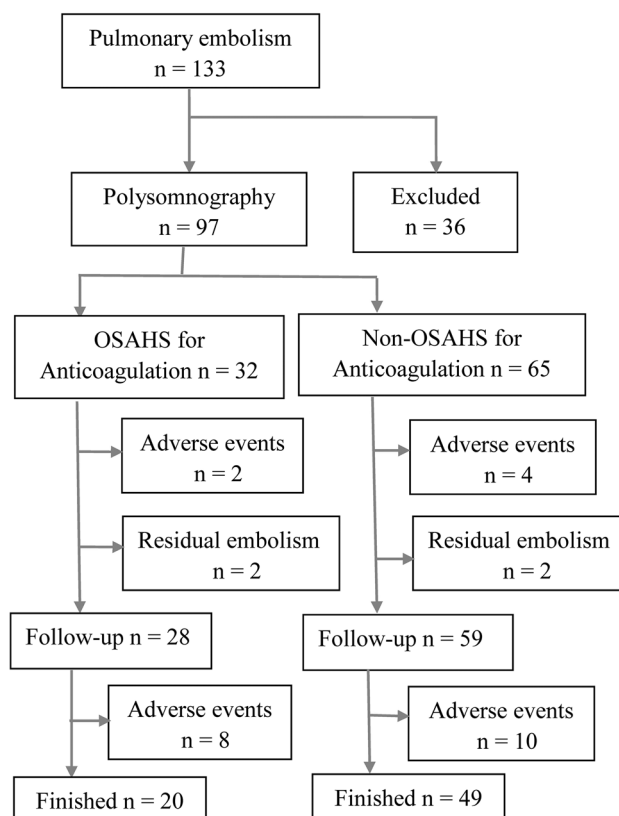 Pulmonary embolism
n = 133
Polysomnography
n = 97
Excluded
n = 36
OSAHS for
Anticoagulation n = 32
Non-OSAHS for
Anticoagulation n = 65
Adverse events
n = 2
Adverse events
n = 4
Residual embolism
n = 2
Residual embolism
n = 2
Follow-up n = 28
Follow-up n = 59
Adverse events
n = 8
Adverse events
n = 10
Finished n = 20
Finished n = 49